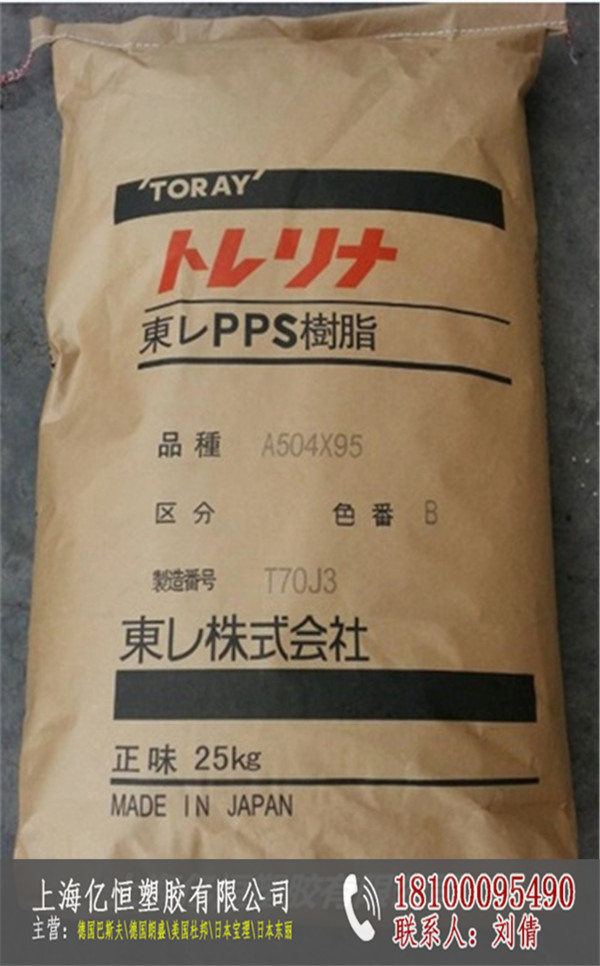 TORAY
トレリナ
東レPPS樹脂
品種 A504X95
区分 色番 B
製造番号 T70J3
東レ株式会社
正味 25kg
MADE IN JAPAN
上海亿恒塑胶有限公司
主营：德国巴斯夫\德国朗盛\美国杜邦\日本宝理\日本东丽
18100095490
联系人：刘倩